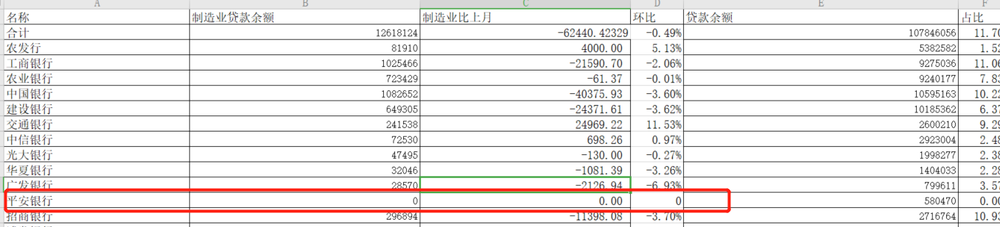 A B C D E F
名称 制造业贷款余额 制造业比上月 环比 贷款余额 占比
合计 12618124 -62440.42329 -0.49% 107846056 11.70
农发行 81910 4000.00 5.13% 5382582 1.52
工商银行 1025466 -21590.70 -2.06% 9275036 11.06
农业银行 723429 -61.37 -0.01% 9240177 7.83
中国银行 1082652 -40375.93 -3.60% 10595163 10.22
建设银行 649305 -24371.61 -3.62% 10185362 6.37
交通银行 241538 24969.22 11.53% 2600210 9.29
中信银行 72530 698.26 0.97% 2923004 2.48
光大银行 47495 -130.00 -0.27% 1998277 2.38
华夏银行 32046 -1081.39 -3.26% 1404033 2.28
广发银行 28570 -2126.94 -6.93% 799611 3.57
平安银行 0 0.00 0 580470 0.00
招商银行 296894 -11398.08 -3.70% 2716764 10.93